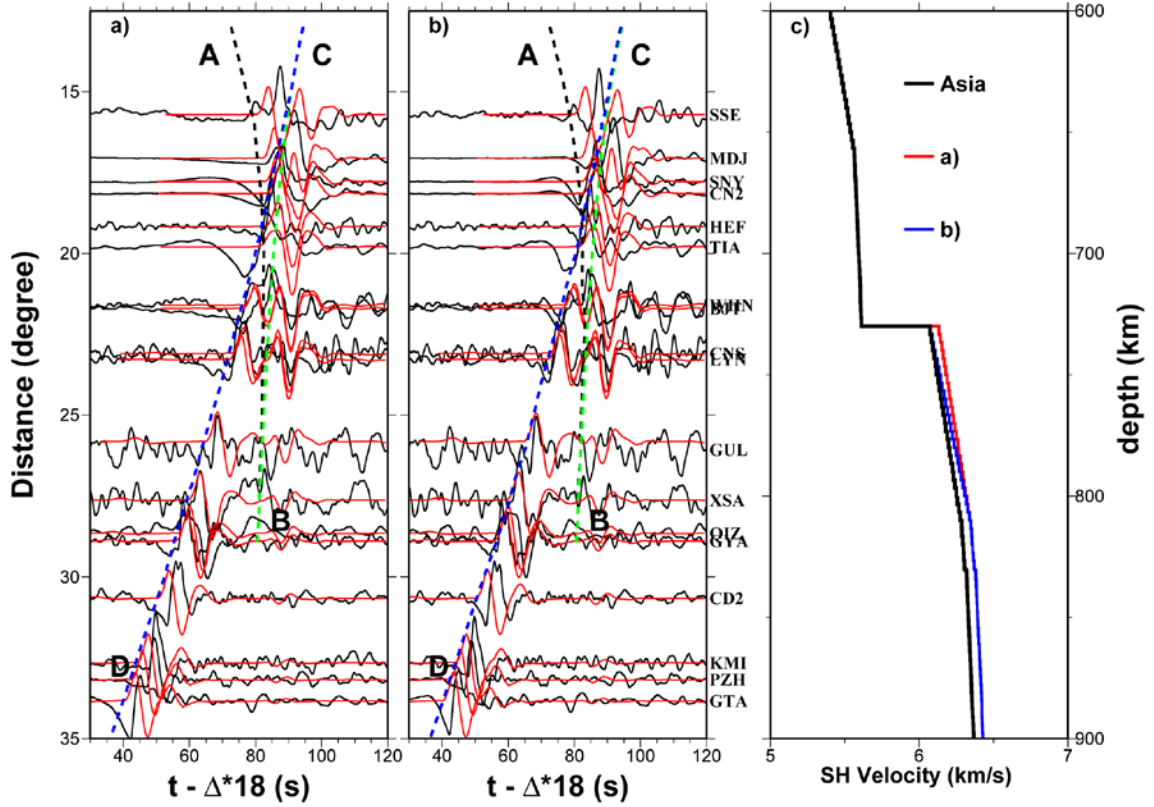 a)
A
C
b)
A
C
c)
600
Asia
a)
b)
15
SSE
MDJ
SNY
CN2
HEF
TIA
20
700
CNS
LYN
25
GUL
XSA
B
B
QIZ
GYA
800
30
CD2
D
D
KMI
PZH
GTA
35
900
40 60 80 100 120
40 60 80 100 120
5 6 7
Distance (degree)
depth (km)
t - Δ*18 (s)
t - Δ*18 (s)
SH Velocity (km/s)